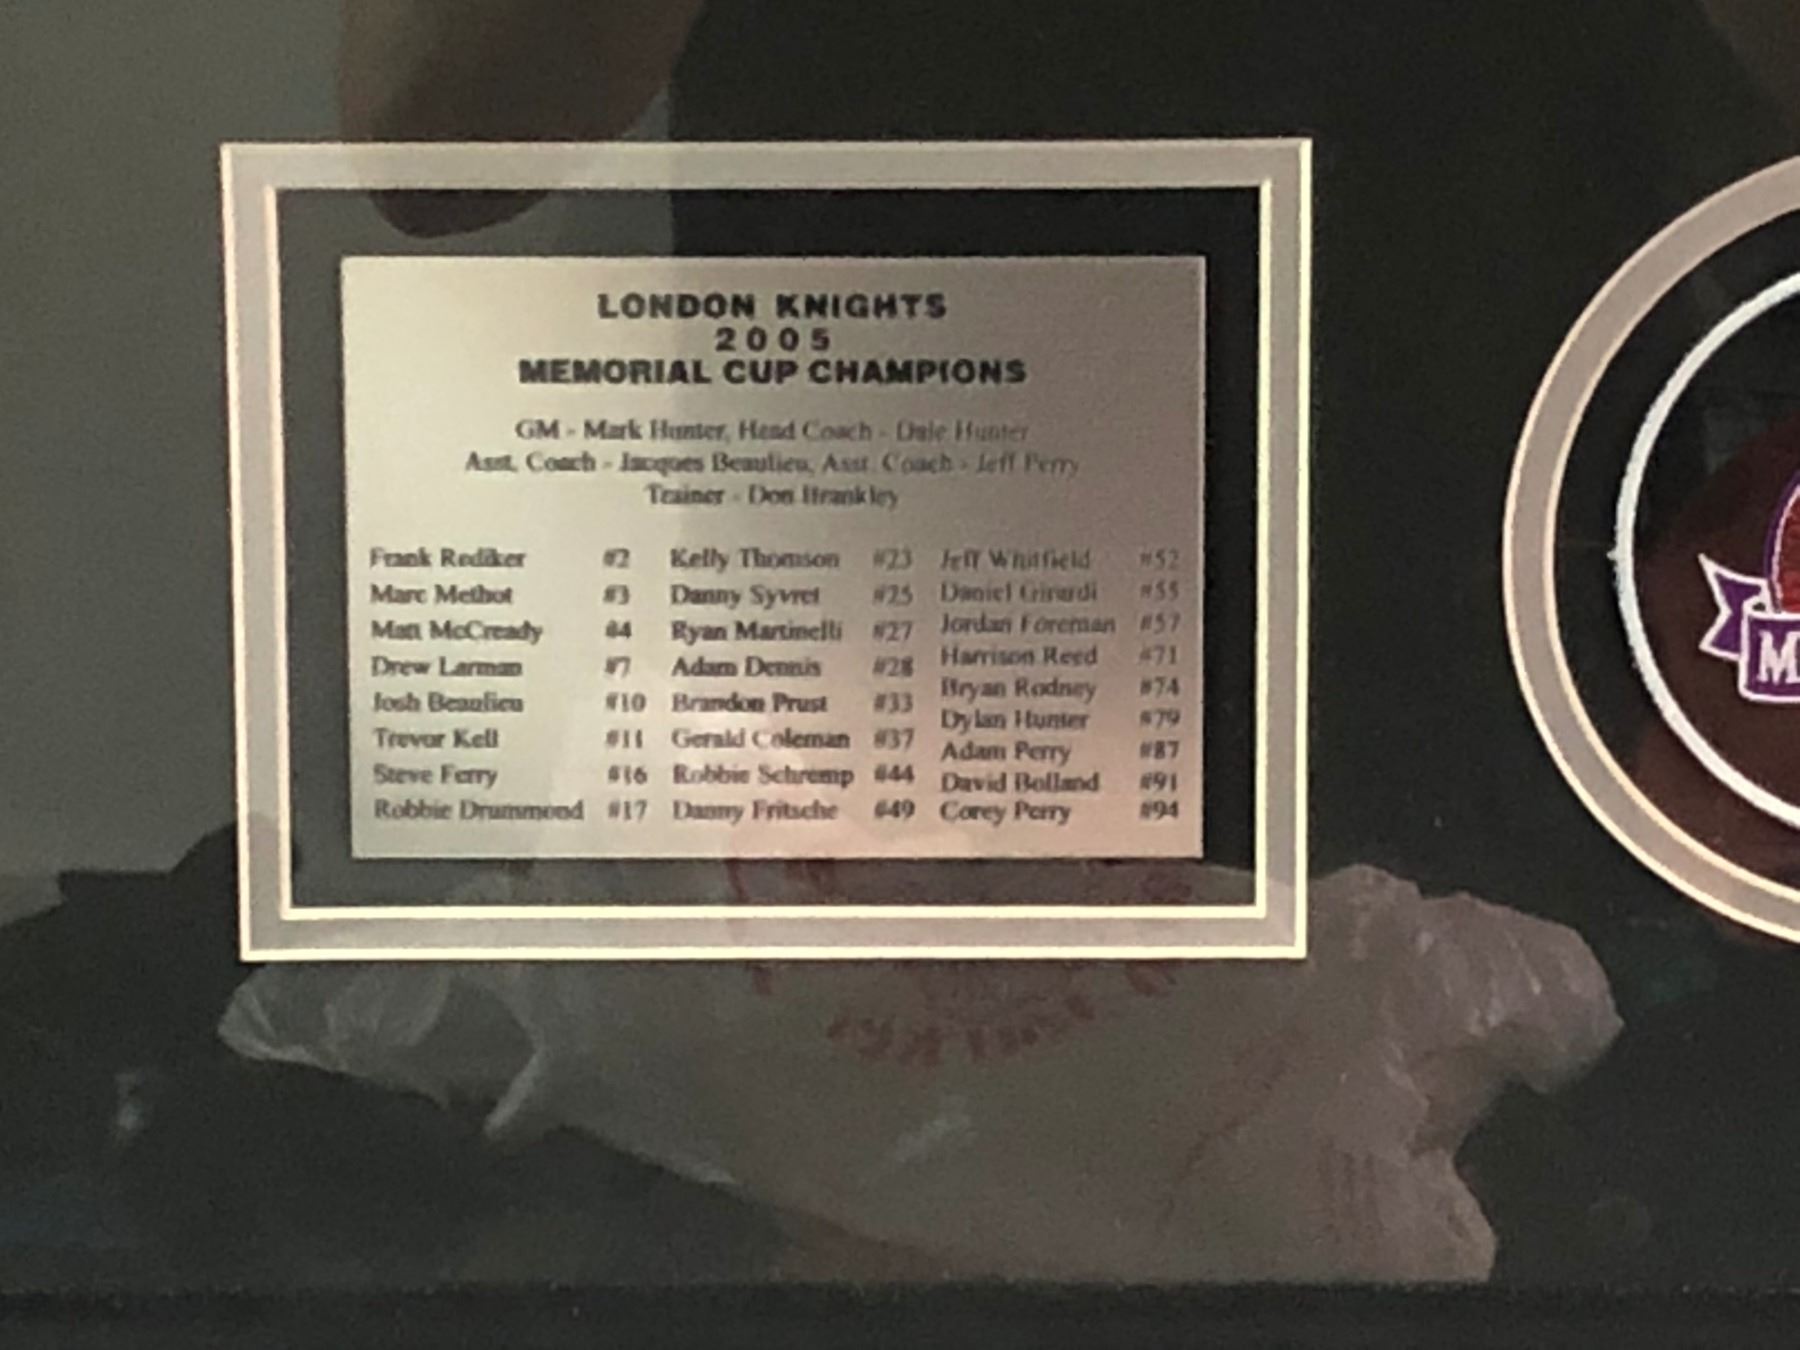 LONDON KNIGHTS
2005
MEMORIAL CUP CHAMPIONS
GM - Mark Hunter, Head Coach - Dale Hunter
Asst. Coach - Jacques Beaulieu, Asst. Coach - Jeff Perry
Trainer - Don Brankley
Frank Rediker #2 Kelly Thomson #23 Jeff Whitfield #52
Marc Methot #3 Danny Syvret #25 Daniel Girardi #55
Matt McCready #4 Ryan Martinelli #27 Jordan Foreman #57
Drew Larman #7 Adam Dennis #28 Harrison Reed #71
Josh Beaulieu #10 Brandon Prust #33 Bryan Rodney #74
Trevor Kell #11 Gerald Coleman #37 Dylan Hunter #79
Steve Ferry #16 Robbie Schremp #44 Adam Perry #87
Robbie Drummond #17 Danny Fritsche #49 David Bolland #91
Corey Perry #94